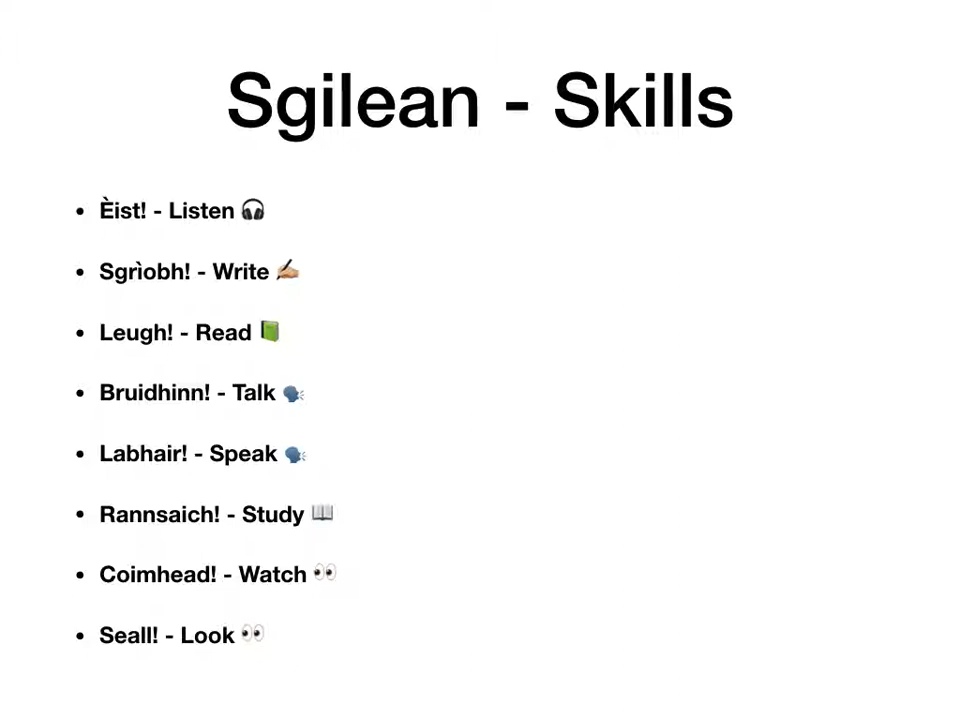 Sgilean - Skills
• Èist! - Listen 🎧
• Sgrìobh! - Write ✍🏼
• Leugh! - Read 📗
• Bruidhinn! - Talk 🗣
• Labhair! - Speak 🗣
• Rannsaich! - Study 📖
• Coimhead! - Watch 👀
• Seall! - Look 👀